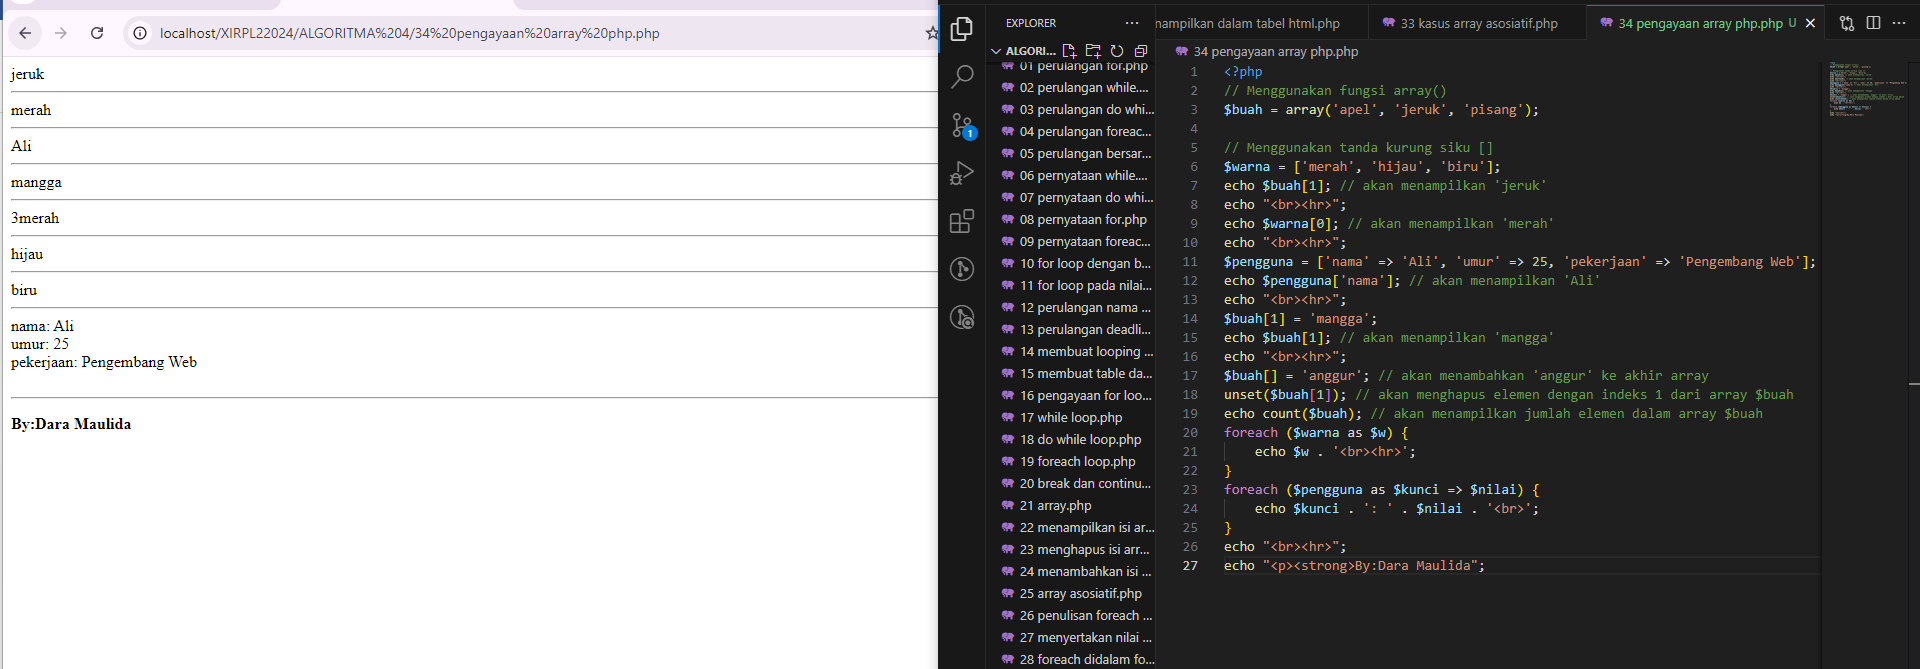 localhost/XIRPL22024/ALGORITMA%204/34%20pengayaan%20array%20php.php
jeruk
merah
Ali
mangga
3merah
hijau
biru
nama: Ali
umur: 25
pekerjaan: Pengembang Web
By:Dara Maulida
EXPLORER
ALGORI...
01 perulangan for.php
02 perulangan while....
03 perulangan do whi...
04 perulangan foreac...
05 perulangan bersar...
06 pernyataan while....
07 pernyataan do whi...
08 pernyataan for.php
09 pernyataan foreac...
10 for loop dengan b...
11 for loop pada nilai...
12 perulangan nama ...
13 perulangan deadli...
14 membuat looping ...
15 membuat table da...
16 pengayaan for loo...
17 while loop.php
18 do while loop.php
19 foreach loop.php
20 break dan continu...
21 array.php
22 menampilkan isi ar...
23 menghapus isi arr...
24 menambahkan isi ...
25 array asosiatif.php
26 penulisan foreach ...
27 menyertakan nilai ...
28 foreach didalam fo...
1
nampilkan dalam tabel html.php
33 kasus array asosiatif.php
34 pengayaan array php.php U
34 pengayaan array php.php
1 <?php
2 // Menggunakan fungsi array()
3 $buah = array('apel', 'jeruk', 'pisang');
4
5 // Menggunakan tanda kurung siku []
6 $warna = ['merah', 'hijau', 'biru'];
7 echo $buah[1]; // akan menampilkan 'jeruk'
8 echo "<br><hr>";
9 echo $warna[0]; // akan menampilkan 'merah'
10 echo "<br><hr>";
11 $pengguna = ['nama' => 'Ali', 'umur' => 25, 'pekerjaan' => 'Pengembang Web'];
12 echo $pengguna['nama']; // akan menampilkan 'Ali'
13 echo "<br><hr>";
14 $buah[1] = 'mangga';
15 echo $buah[1]; // akan menampilkan 'mangga'
16 echo "<br><hr>";
17 $buah[] = 'anggur'; // akan menambahkan 'anggur' ke akhir array
18 unset($buah[1]); // akan menghapus elemen dengan indeks 1 dari array $buah
19 echo count($buah); // akan menampilkan jumlah elemen dalam array $buah
20 foreach ($warna as $w) {
21 echo $w . '<br><hr>';
22 }
23 foreach ($pengguna as $kunci => $nilai) {
24 echo $kunci . ': ' . $nilai . '<br>';
25 }
26 echo "<br><hr>";
27 echo "<p><strong>By:Dara Maulida";